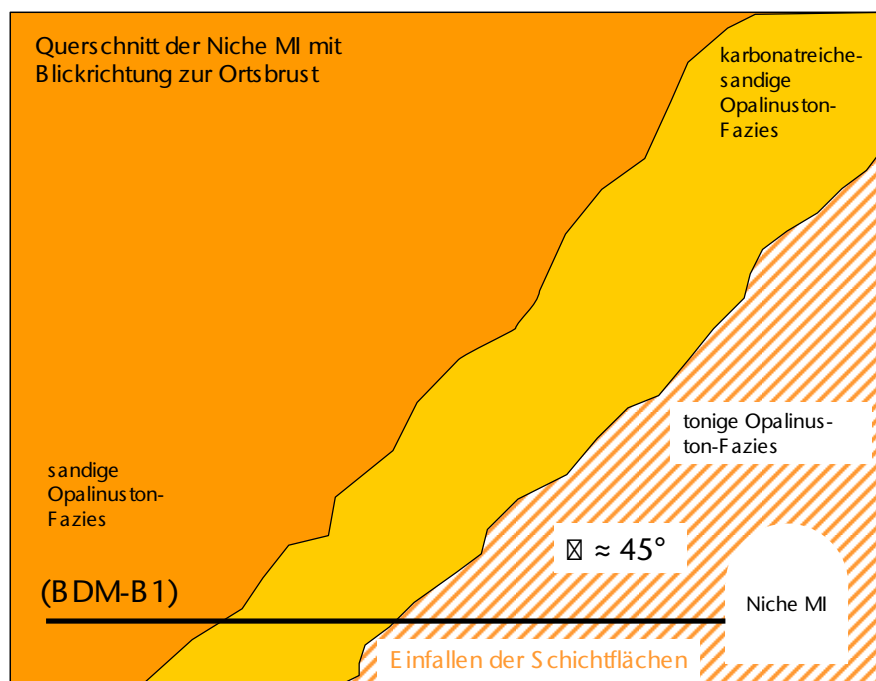 Querschnitt der Niche MI mit
Blickrichtung zur Ortsbrust
karbonatreiche-
sandige
Opalinuston-
Fazies
tonige Opalinus-
ton-Fazies
sandige
Opalinuston-
Fazies
≈ 45°
(BDM-B1)
Niche MI
Einfallen der Schichtflächen